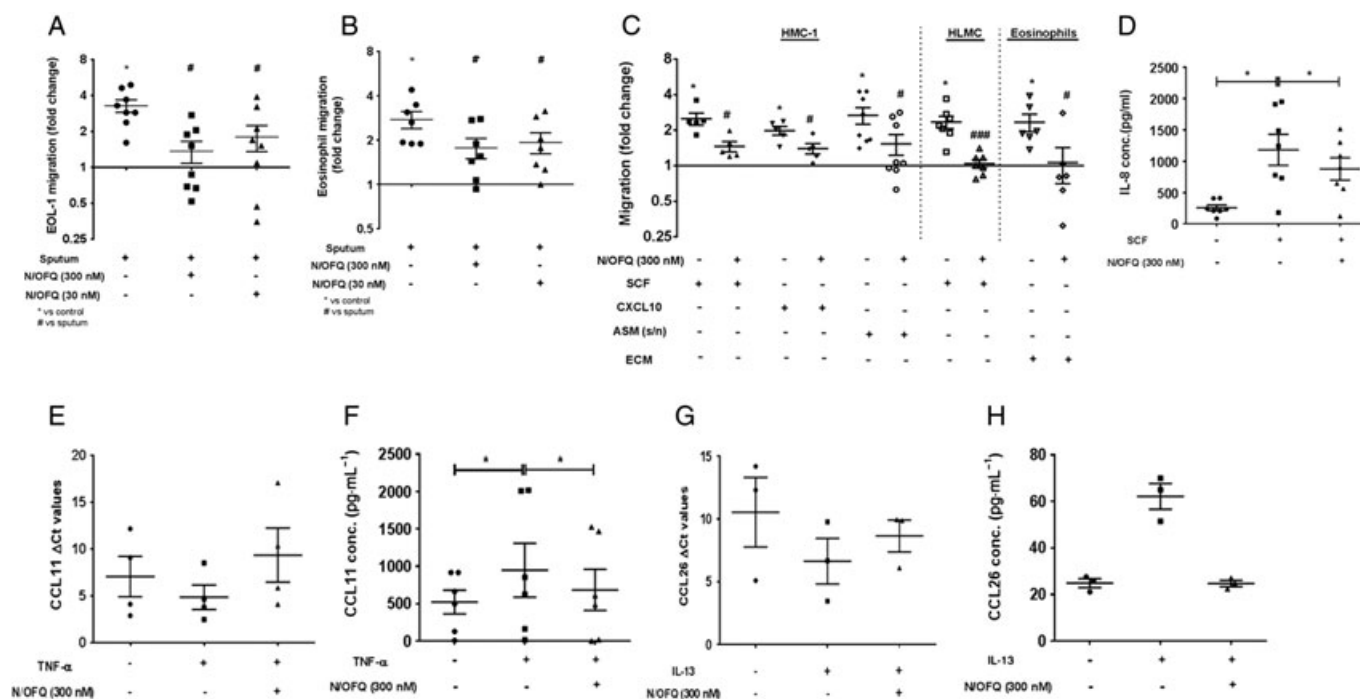 A
EOL-1 migration (fold change)
8
4
2
1
0.5
0.25
*
#
#
Sputum + + +
N/OFQ (300 nM) - + -
N/OFQ (30 nM) - - +
* vs control
# vs sputum
B
Eosinophil migration
(fold change)
8
4
2
1
0.5
*
#
#
Sputum + + +
N/OFQ (300 nM) - + -
N/OFQ (30 nM) - - +
* vs control
# vs sputum
C
HMC-1 HLMC Eosinophils
Migration (fold change)
8
4
2
1
0.5
0.25
* # * # * # * ### * #
N/OFQ (300 nM) - + - + - + - + - +
SCF + + - - - - + + - -
CXCL10 - - + + - - - - - -
ASM (s/n) - - - - + + - - - -
ECM - - - - - - - - + +
D
IL-8 conc.(pg/ml)
2500
2000
1500
1000
500
0
* *
SCF - + +
N/OFQ (300 nM) - - +
E
CCL11 ΔCt values
20
15
10
5
0
TNF-α - + +
N/OFQ (300 nM) - - +
F
CCL11 conc. (pg·mL⁻¹)
2500
2000
1500
1000
500
0
* *
TNF-α - + +
N/OFQ (300 nM) - - +
G
CCL26 ΔCt values
15
10
5
0
IL-13 - + +
N/OFQ (300 nM) - - +
H
CCL26 conc. (pg·mL⁻¹)
80
60
40
20
0
IL-13 - + +
N/OFQ (300 nM) - - +